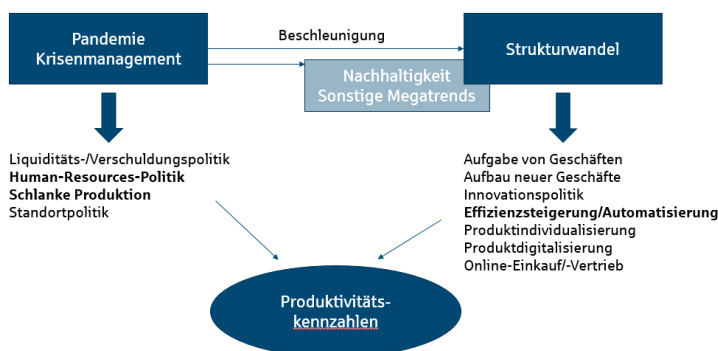 Pandemie
Krisenmanagement
Beschleunigung
Strukturwandel
Nachhaltigkeit
Sonstige Megatrends
Liquiditäts-/Verschuldungspolitik
Human-Resources-Politik
Schlanke Produktion
Standortpolitik
Aufgabe von Geschäften
Aufbau neuer Geschäfte
Innovationspolitik
Effizienzsteigerung/Automatisierung
Produktindividualisierung
Produktdigitalisierung
Online-Einkauf/-Vertrieb
Produktivitäts-
kennzahlen